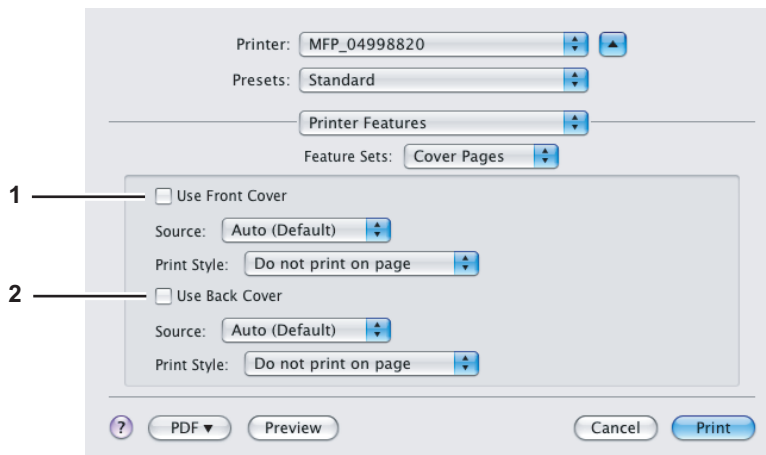 Printer: MFP_04998820
Presets: Standard
Printer Features
Feature Sets: Cover Pages
1 Use Front Cover
Source: Auto (Default)
Print Style: Do not print on page
2 Use Back Cover
Source: Auto (Default)
Print Style: Do not print on page
? PDF▼ Preview Cancel Print